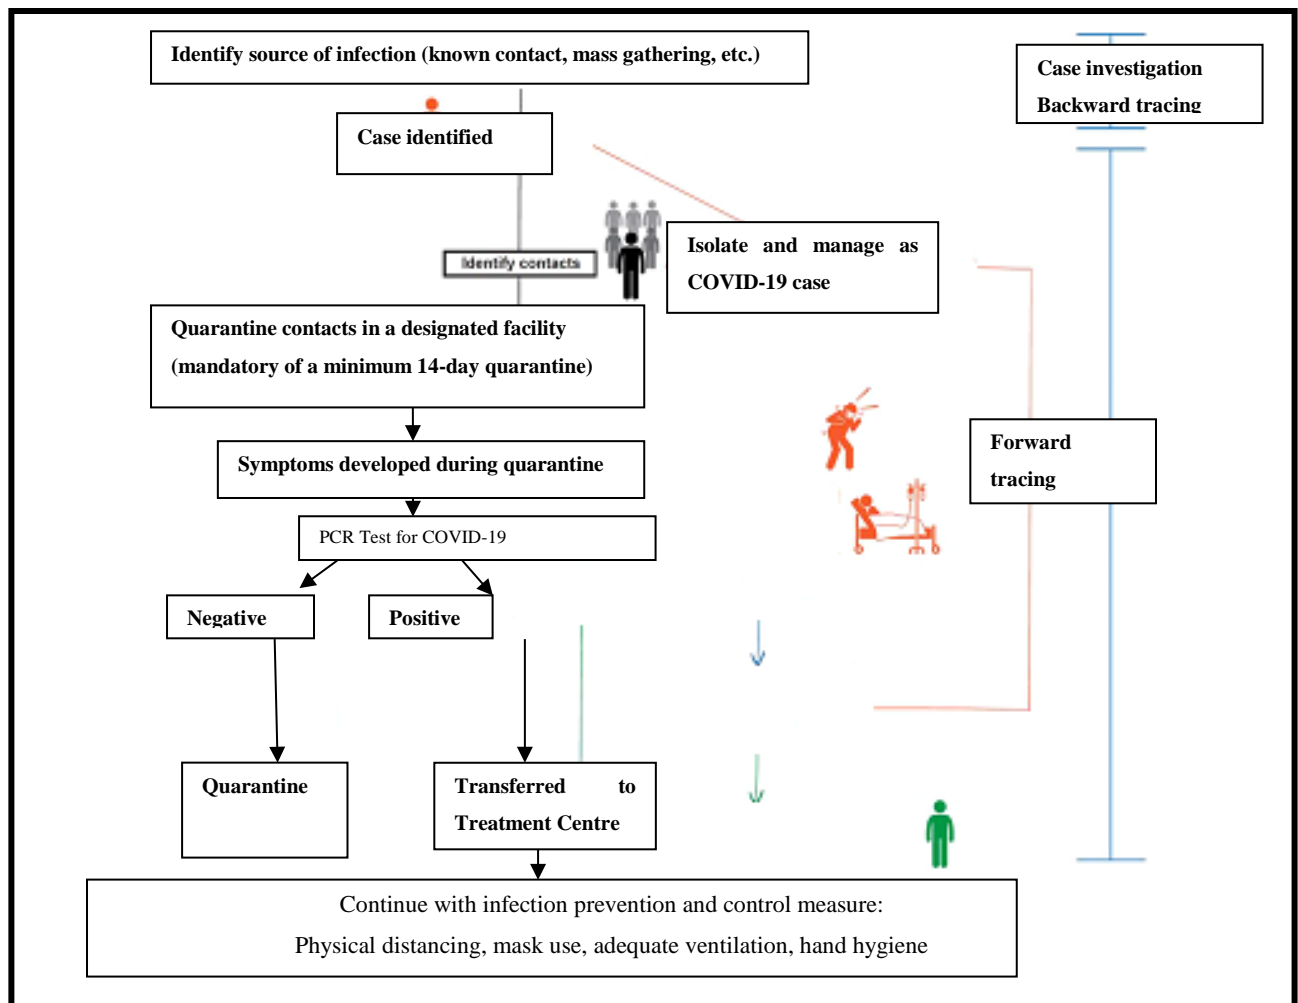 Identify source of infection (known contact, mass gathering, etc.)
Case investigation
Backward tracing
Case identified
Isolate and manage as
COVID-19 case
Identify contacts
Quarantine contacts in a designated facility
(mandatory of a minimum 14-day quarantine)
Forward
tracing
Symptoms developed during quarantine
PCR Test for COVID-19
Negative
Positive
Quarantine
Transferred to
Treatment Centre
Continue with infection prevention and control measure:
Physical distancing, mask use, adequate ventilation, hand hygiene